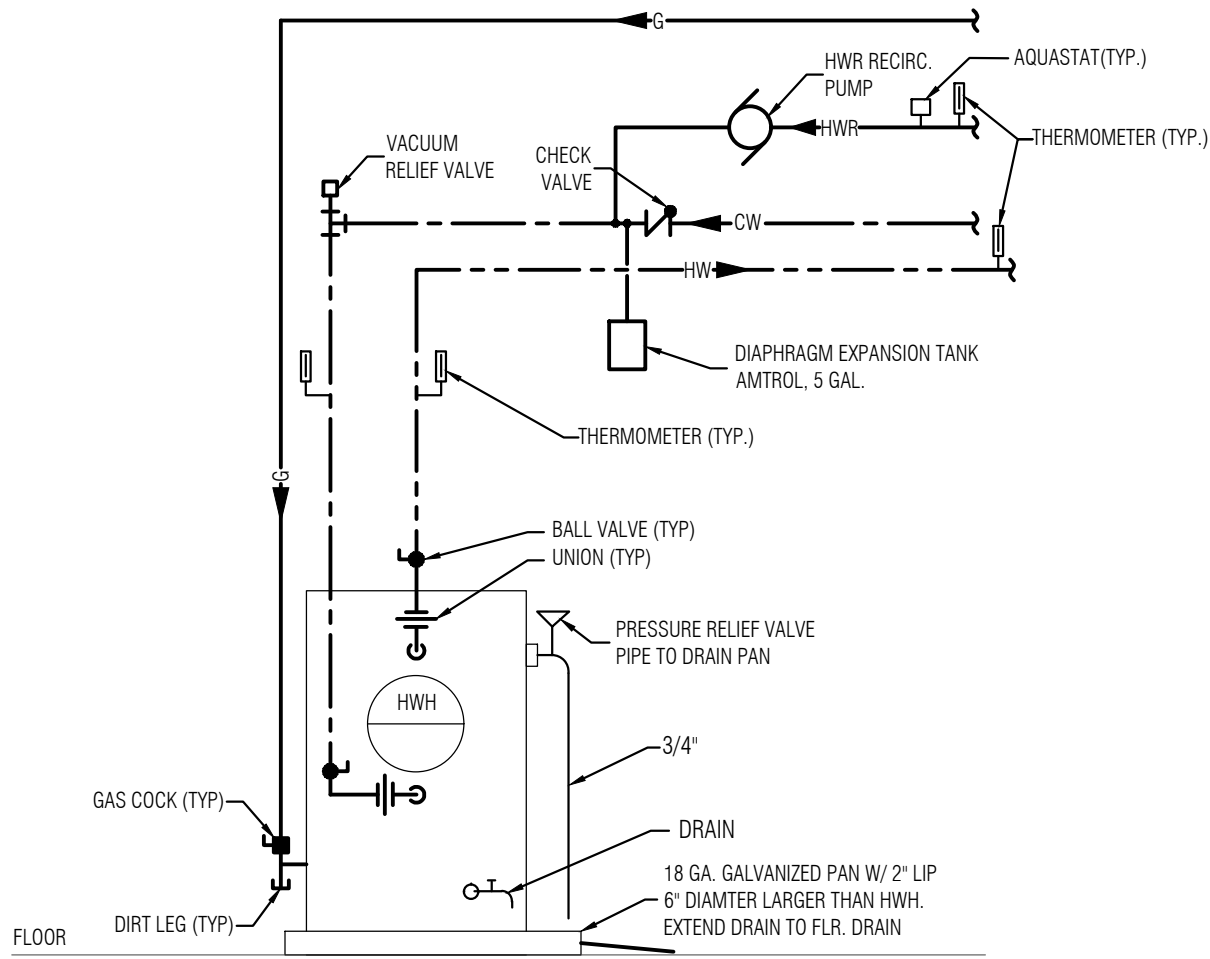 G
HWR RECIRC.
PUMP
AQUASTAT(TYP.)
HWR
THERMOMETER (TYP.)
VACUUM
RELIEF VALVE
CHECK
VALVE
CW
HW
DIAPHRAGM EXPANSION TANK
AMTROL, 5 GAL.
THERMOMETER (TYP.)
G
BALL VALVE (TYP)
UNION (TYP)
PRESSURE RELIEF VALVE
PIPE TO DRAIN PAN
HWH
3/4"
GAS COCK (TYP)
DRAIN
18 GA. GALVANIZED PAN W/ 2" LIP
6" DIAMTER LARGER THAN HWH.
EXTEND DRAIN TO FLR. DRAIN
DIRT LEG (TYP)
FLOOR